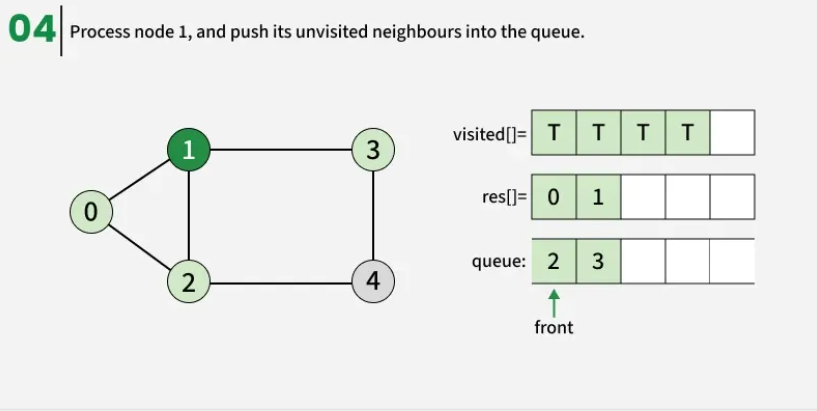 04 Process node 1, and push its unvisited neighbours into the queue.
1
3
0
2
4
visited[]= T T T T
res[]= 0 1
queue: 2 3
front